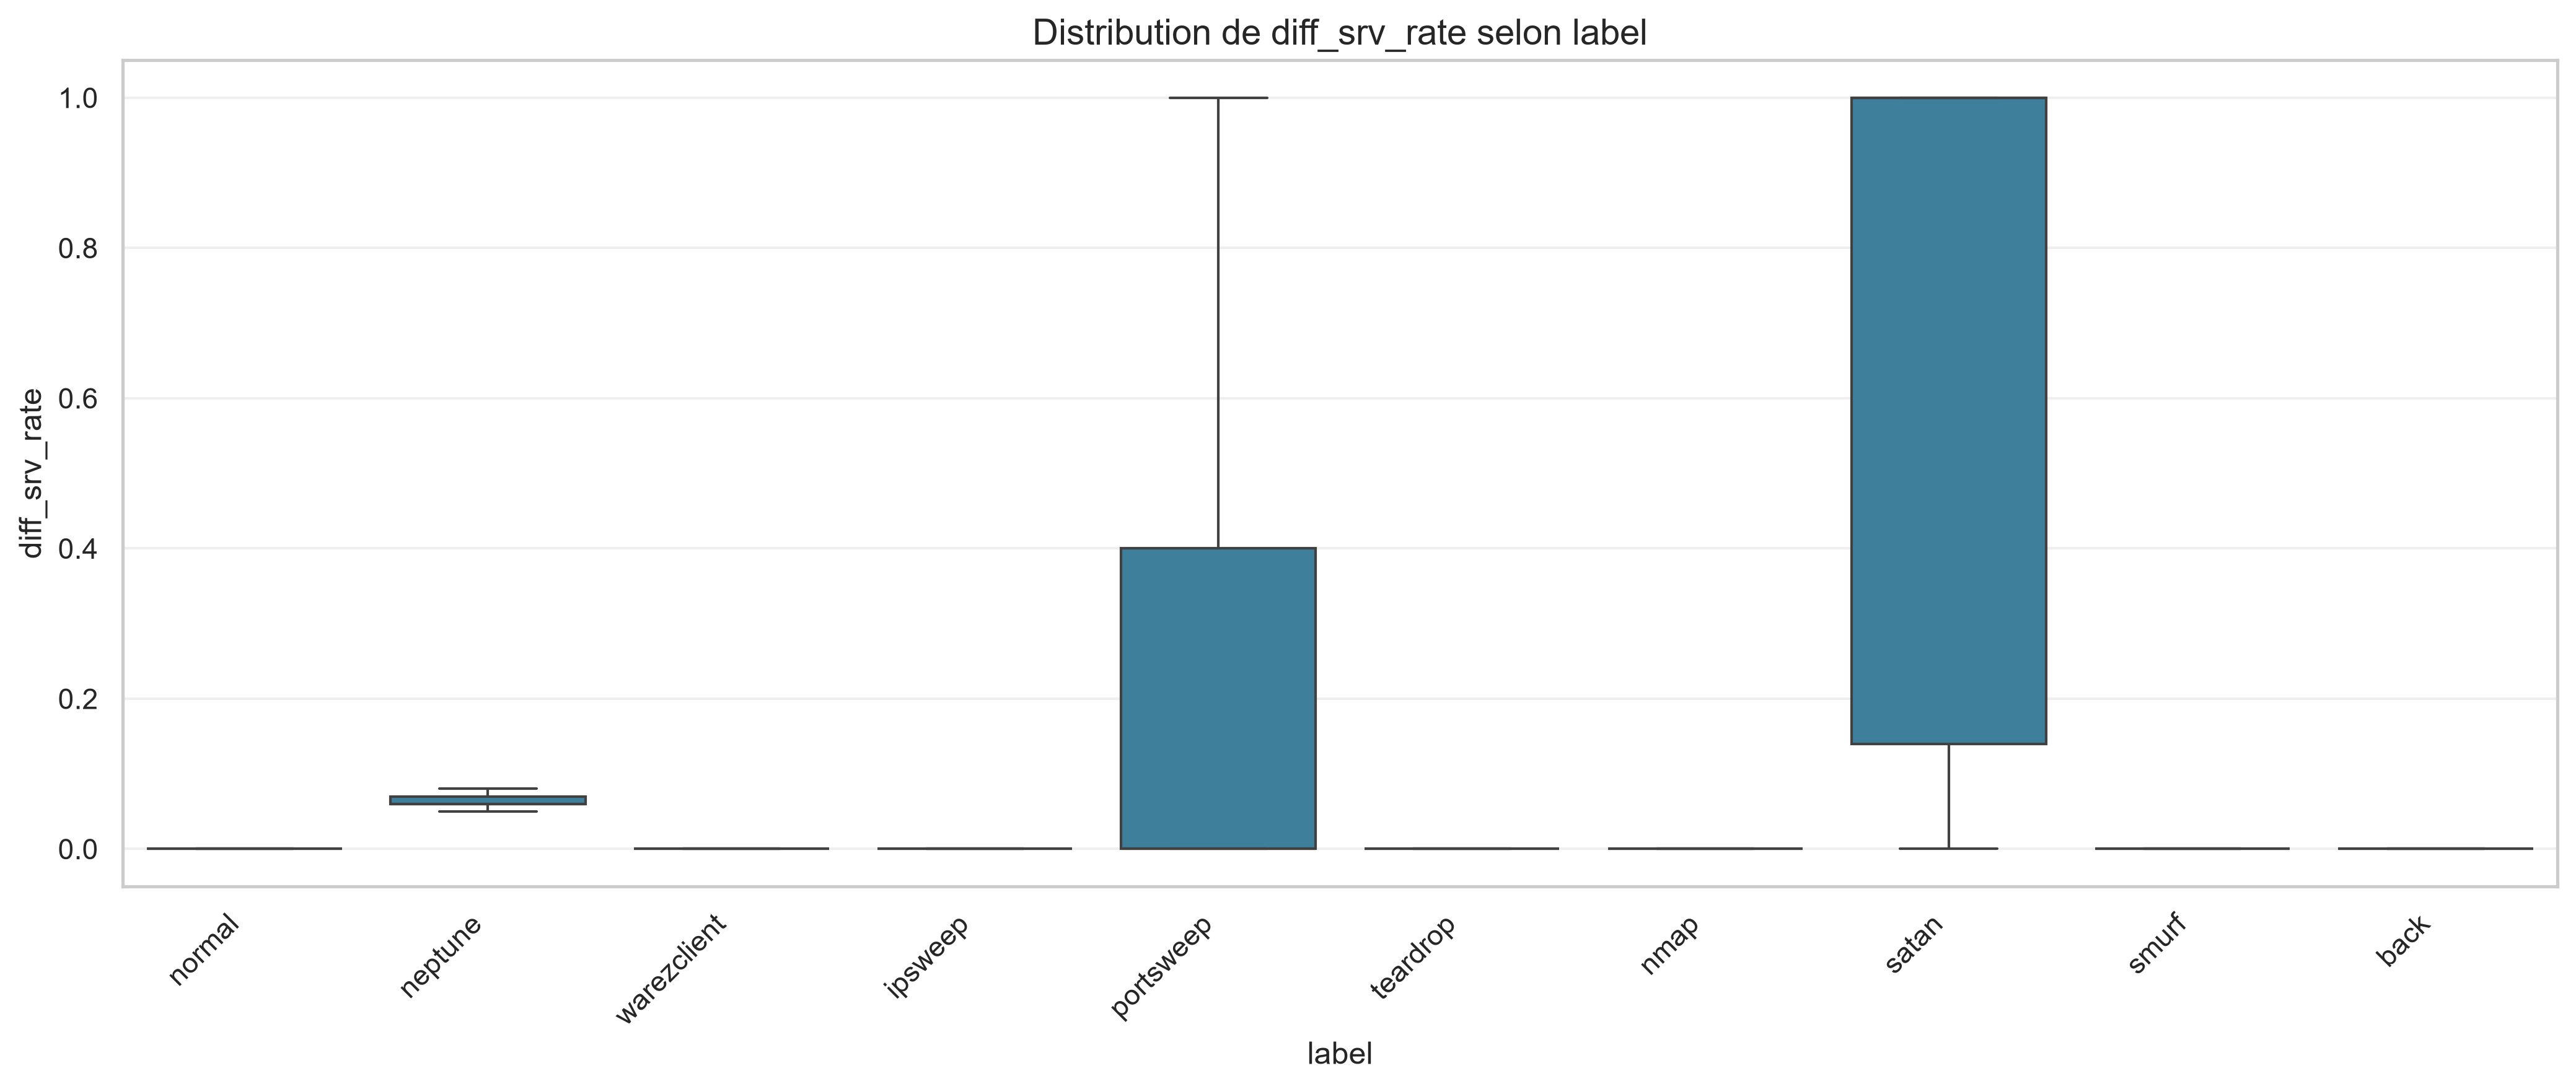 Distribution de diff_srv_rate selon label
diff_srv_rate
1.0
0.8
0.6
0.4
0.2
0.0
normal
neptune
warezclient
ipsweep
portsweep
teardrop
nmap
satan
smurf
back
label